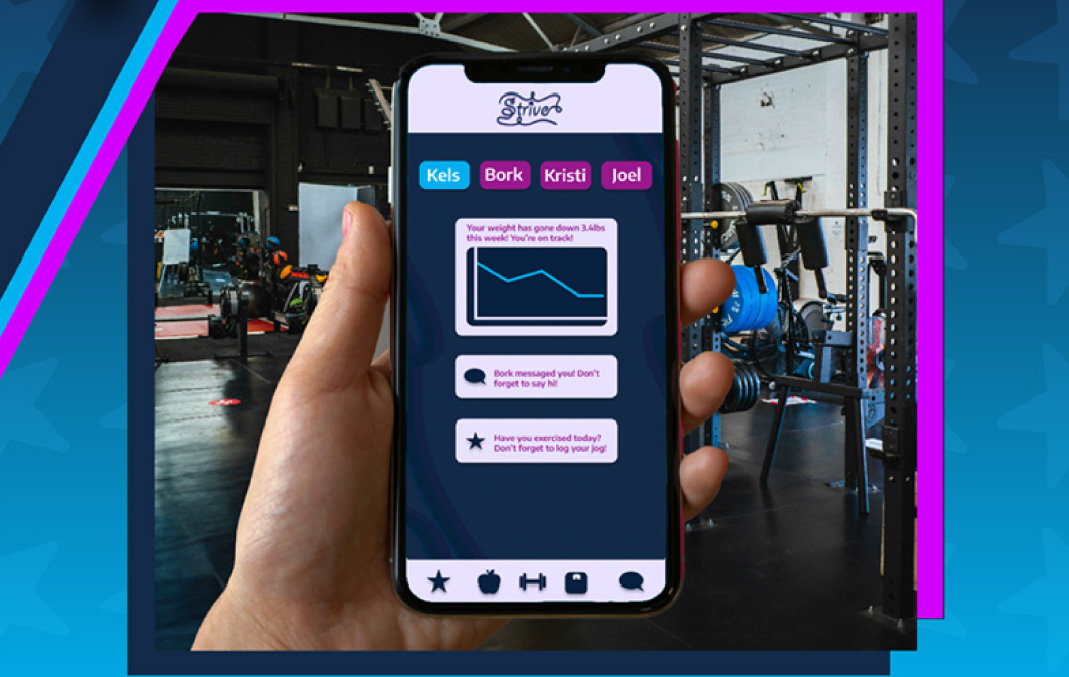 Strive
Kels
Bork
Kristi
Joel
Your weight has gone down 3.4lbs
this week! You're on track!
Bork messaged you! Don't
forget to say hi!
Have you exercised today?
Don't forget to log your jog!